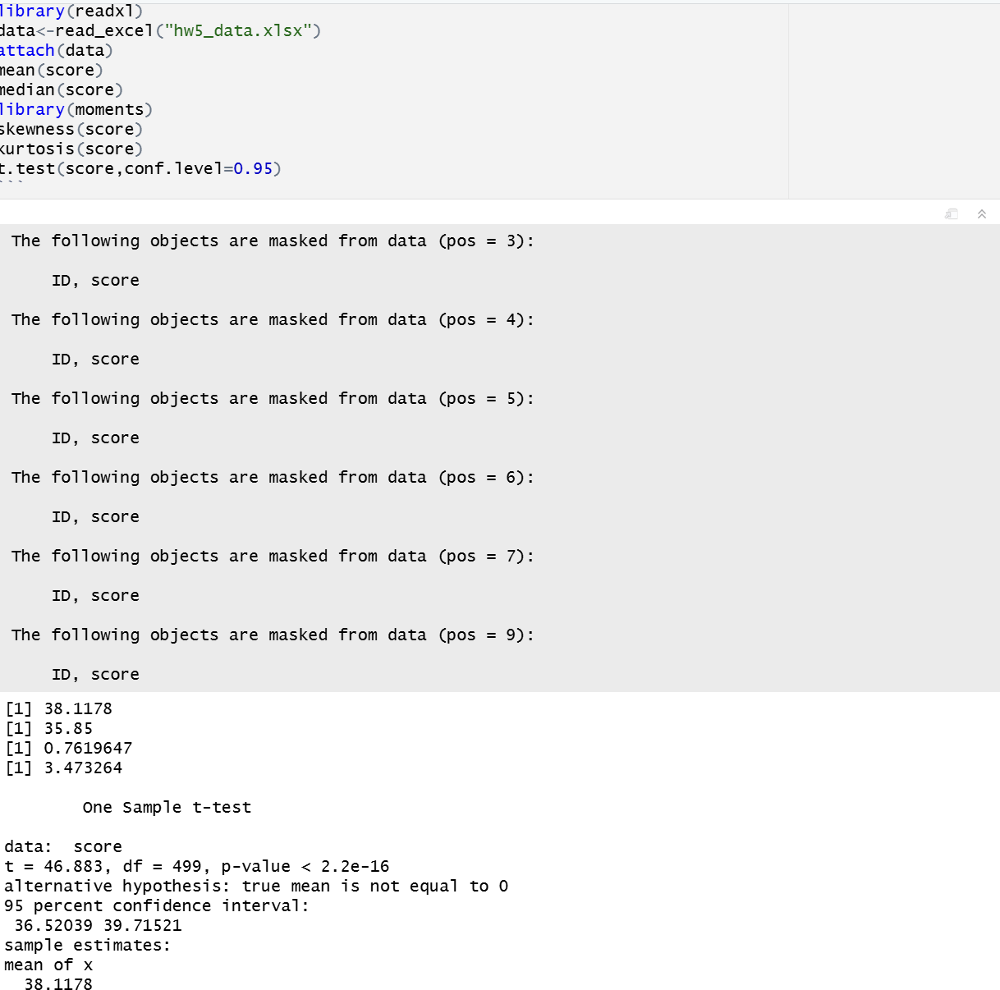 library(readxl)
data<-read_excel("hw5_data.xlsx")
attach(data)
mean(score)
median(score)
library(moments)
skewness(score)
kurtosis(score)
t.test(score,conf.level=0.95)
```
The following objects are masked from data (pos = 3):
ID, score
The following objects are masked from data (pos = 4):
ID, score
The following objects are masked from data (pos = 5):
ID, score
The following objects are masked from data (pos = 6):
ID, score
The following objects are masked from data (pos = 7):
ID, score
The following objects are masked from data (pos = 9):
ID, score
[1] 38.1178
[1] 35.85
[1] 0.7619647
[1] 3.473264
One Sample t-test
data:  score
t = 46.883, df = 499, p-value < 2.2e-16
alternative hypothesis: true mean is not equal to 0
95 percent confidence interval:
36.52039 39.71521
sample estimates:
mean of x
38.1178